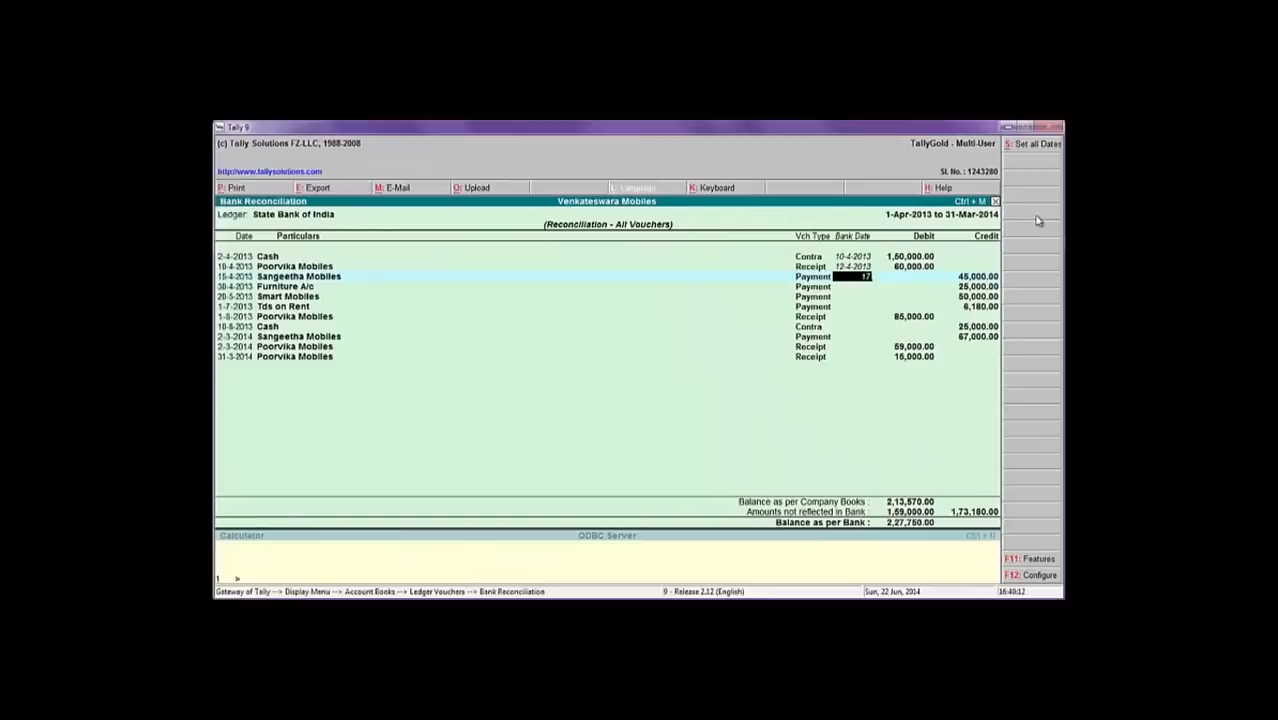 Tally 9
(c) Tally Solutions FZ-LLC, 1988-2008 TallyGold - Multi-User S: Set all Dates
http://www.tallysolutions.com Sl. No. : 1243280
P: Print E: Export M: E-Mail O: Upload L: Language K: Keyboard H: Help
Bank Reconciliation Venkateswara Mobiles Ctrl + M
Ledger: State Bank of India 1-Apr-2013 to 31-Mar-2014
(Reconciliation - All Vouchers)
Date Particulars Vch Type Bank Date Debit Credit
2-4-2013 Cash Contra 10-4-2013 1,50,000.00
10-4-2013 Poorvika Mobiles Receipt 12-4-2013 60,000.00
15-4-2013 Sangeetha Mobiles Payment 17 45,000.00
30-4-2013 Furniture A/c Payment 25,000.00
20-5-2013 Smart Mobiles Payment 50,000.00
1-7-2013 Tds on Rent Payment 6,180.00
1-8-2013 Poorvika Mobiles Receipt 85,000.00
10-8-2013 Cash Contra 25,000.00
2-3-2014 Sangeetha Mobiles Payment 67,000.00
2-3-2014 Poorvika Mobiles Receipt 59,000.00
31-3-2014 Poorvika Mobiles Receipt 15,000.00
Balance as per Company Books : 2,13,570.00
Amounts not reflected in Bank : 1,59,000.00 1,73,180.00
Balance as per Bank : 2,27,750.00
Calculator ODBC Server Ctrl + N
1 >
F11: Features
F12: Configure
Gateway of Tally --> Display Menu --> Account Books --> Ledger Vouchers --> Bank Reconciliation 9 - Release 2.12 (English) Sun, 22 Jun, 2014 16:40:12